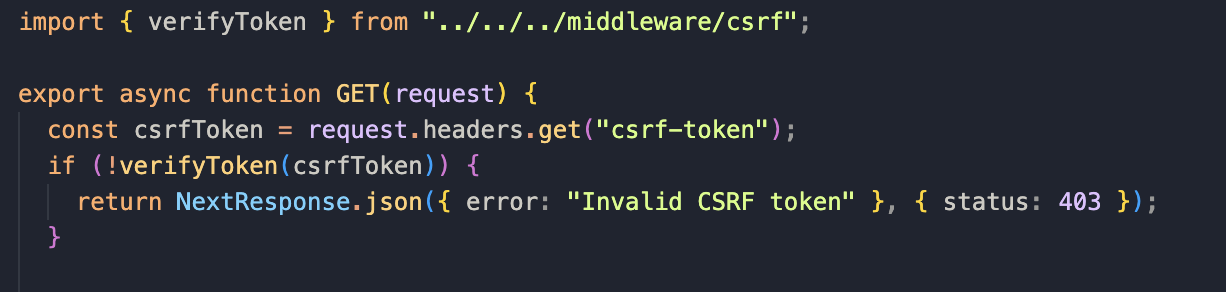 import { verifyToken } from "../../../middleware/csrf";
export async function GET(request) {
const csrfToken = request.headers.get("csrf-token");
if (!verifyToken(csrfToken)) {
return NextResponse.json({ error: "Invalid CSRF token" }, { status: 403 });
}